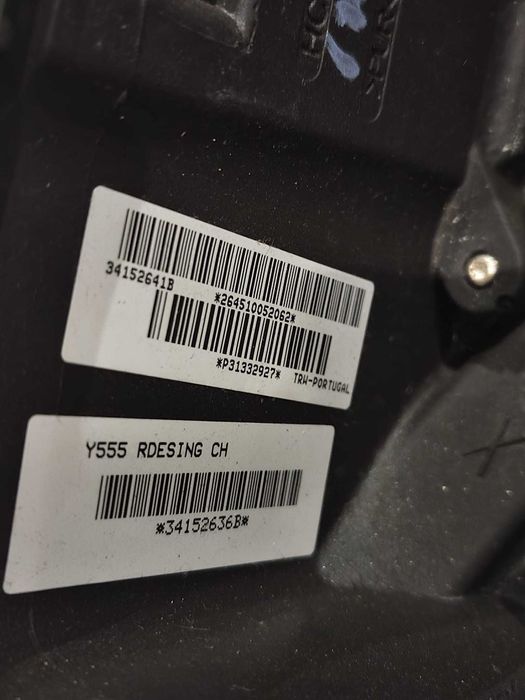 34152641B
*264510052062*
*P31332927* TRW-PORTUGAL
Y555 RDESING CH
*34152636B*